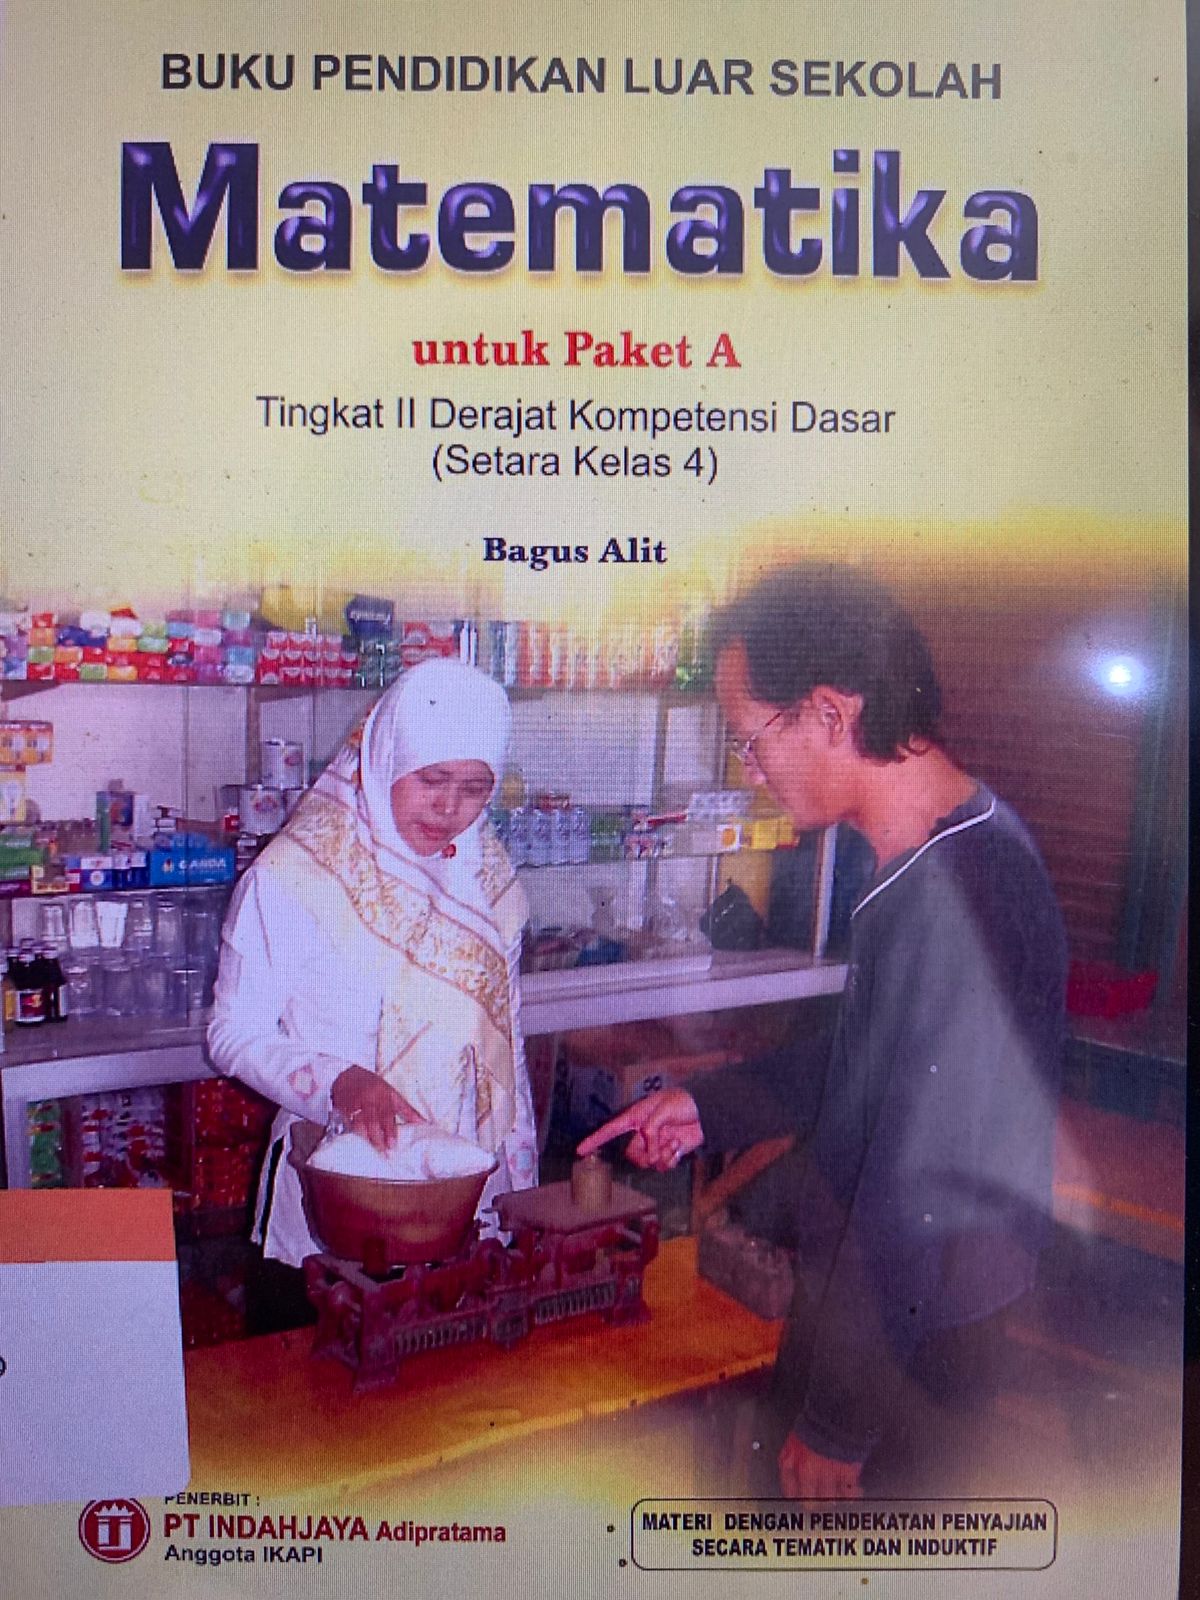 BUKU PENDIDIKAN LUAR SEKOLAH
Matematika
untuk Paket A
Tingkat II Derajat Kompetensi Dasar
(Setara Kelas 4)
Bagus Alit
GARUDA
PENERBIT :
PT INDAHJAYA Adipratama
Anggota IKAPI
MATERI DENGAN PENDEKATAN PENYAJIAN
SECARA TEMATIK DAN INDUKTIF